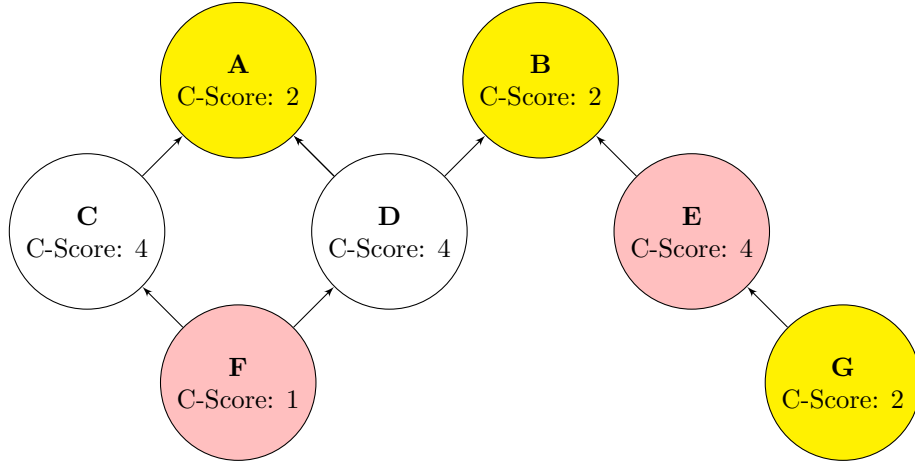 A
C-Score: 2
B
C-Score: 2
C
C-Score: 4
D
C-Score: 4
E
C-Score: 4
F
C-Score: 1
G
C-Score: 2